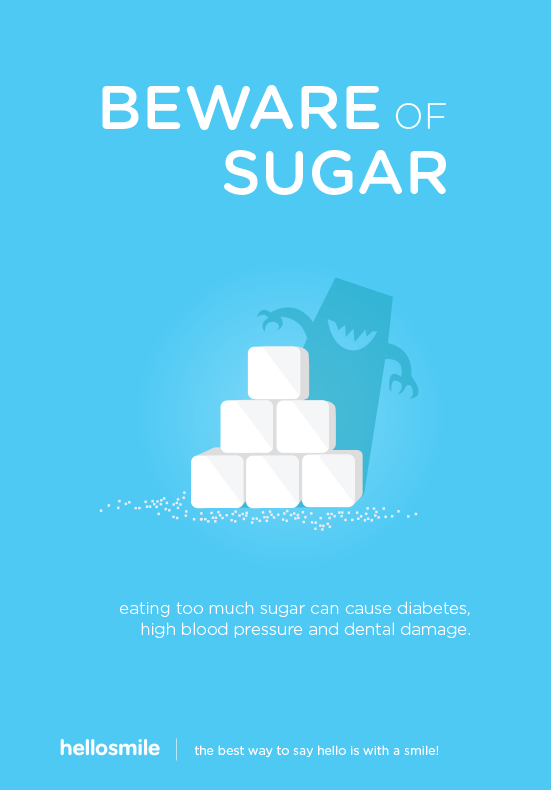 BEWARE OF
SUGAR
eating too much sugar can cause diabetes,
high blood pressure and dental damage.
hellosmile
the best way to say hello is with a smile!